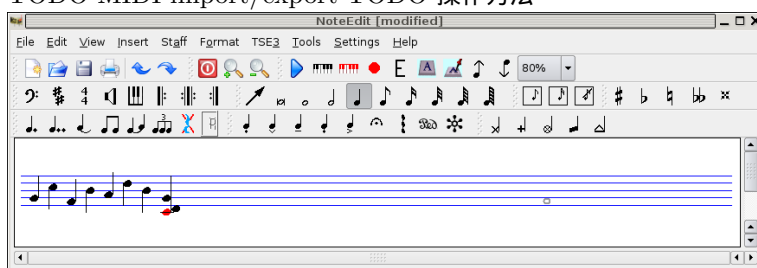 TODO MIDI import/export TODO 操作方法
NoteEdit [modified]
File Edit View Insert Staff Format TSE3 Tools Settings Help
E A 80%